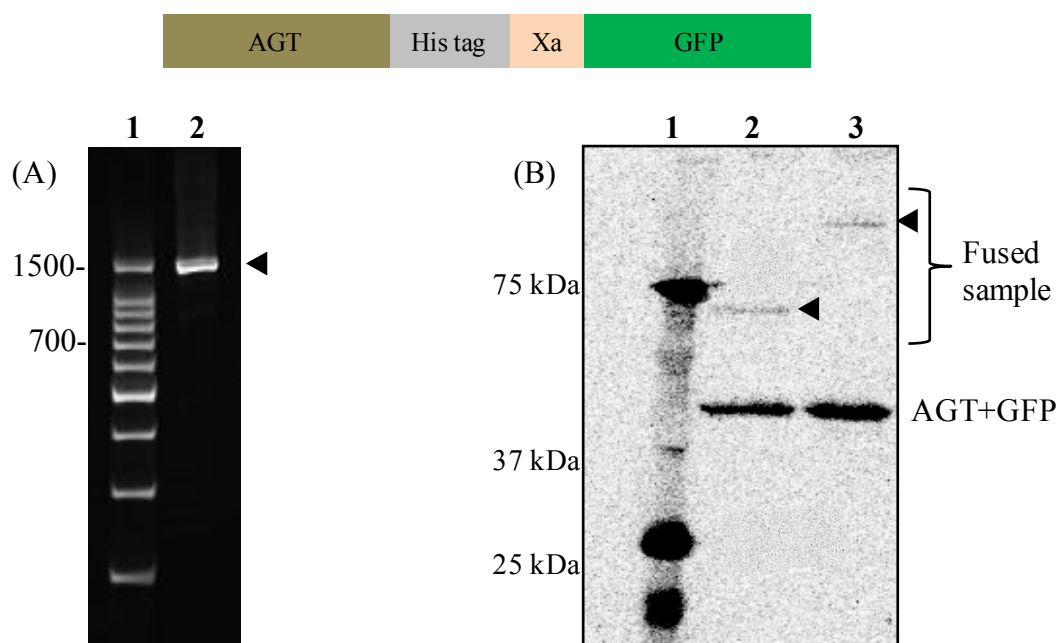 AGT His tag Xa GFP
(A) 1 2
1500-
700-
(B) 1 2 3
75 kDa
37 kDa
25 kDa
Fused
sample
AGT+GFP